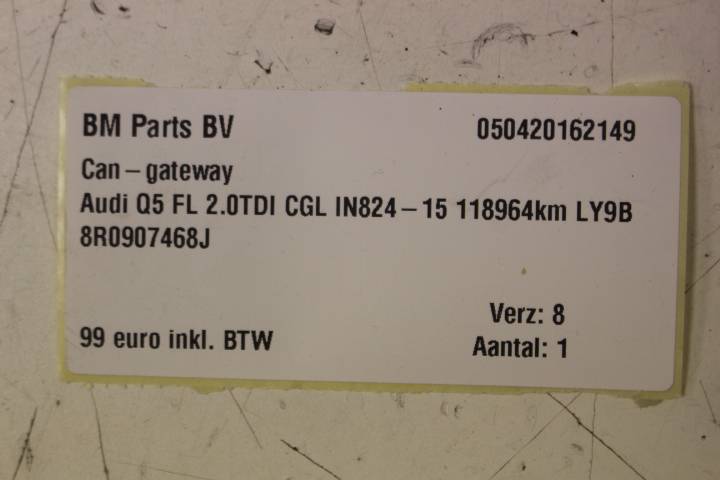 BM Parts BV 050420162149
Can-gateway
Audi Q5 FL 2.0TDI CGL IN824-15 118964km LY9B
8R0907468J
Verz: 8
99 euro inkl. BTW Aantal: 1